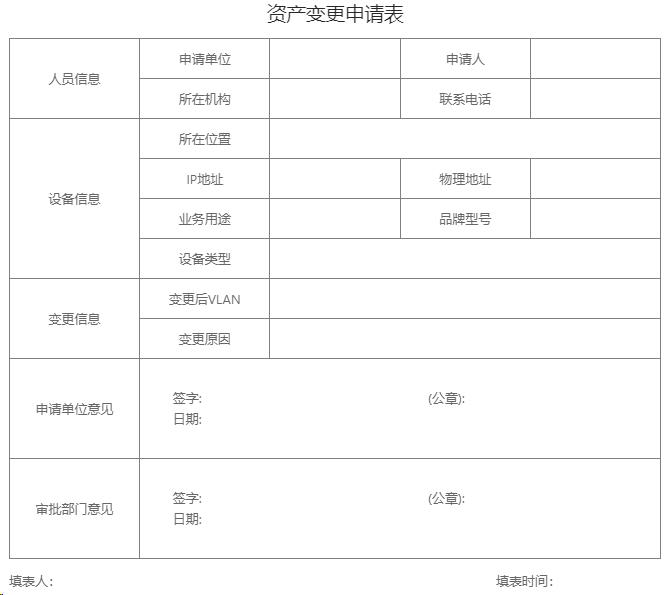 资产变更申请表
人员信息 申请单位 申请人
所在机构 联系电话
设备信息 所在位置
IP地址 物理地址
业务用途 品牌型号
设备类型
变更信息 变更后VLAN
变更原因
申请单位意见 签字: (公章):
日期:
审批部门意见 签字: (公章):
日期:
填表人: 填表时间: